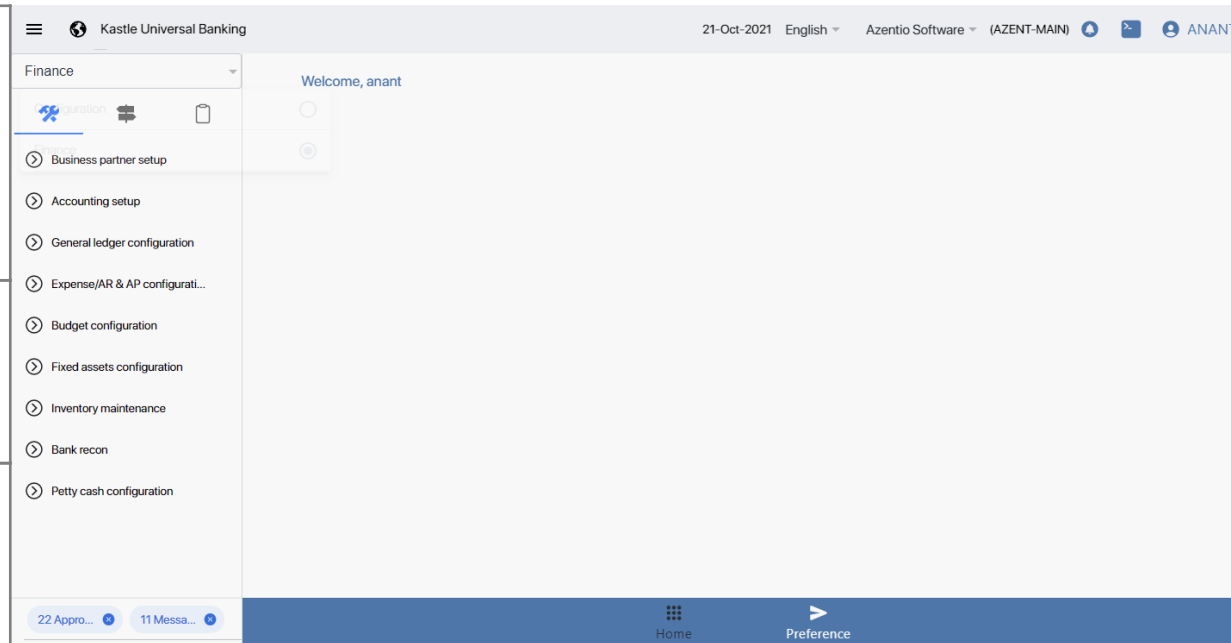 Kastle Universal Banking
21-Oct-2021 English Azentio Software (AZENT-MAIN) ANANT
Finance
Welcome, anant
Configuration
Finance
Business partner setup
Accounting setup
General ledger configuration
Expense/AR & AP configurati...
Budget configuration
Fixed assets configuration
Inventory maintenance
Bank recon
Petty cash configuration
22 Appro... 11 Messa...
Home Preference